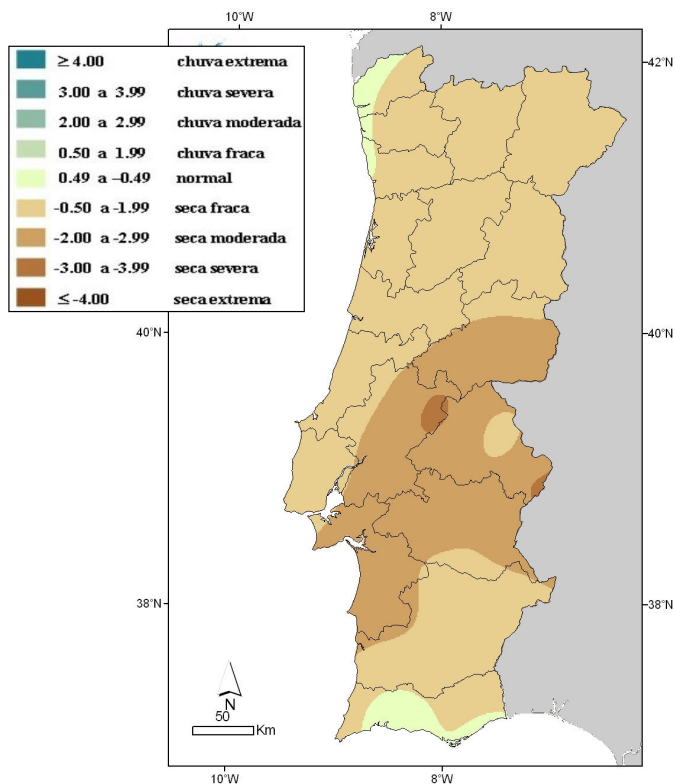 10°W 8°W
≥ 4.00 chuva extrema
3.00 a 3.99 chuva severa
2.00 a 2.99 chuva moderada
0.50 a 1.99 chuva fraca
0.49 a −0.49 normal
-0.50 a -1.99 seca fraca
-2.00 a -2.99 seca moderada
-3.00 a -3.99 seca severa
≤ -4.00 seca extrema
42°N
40°N 40°N
38°N 38°N
N
50
Km
10°W 8°W